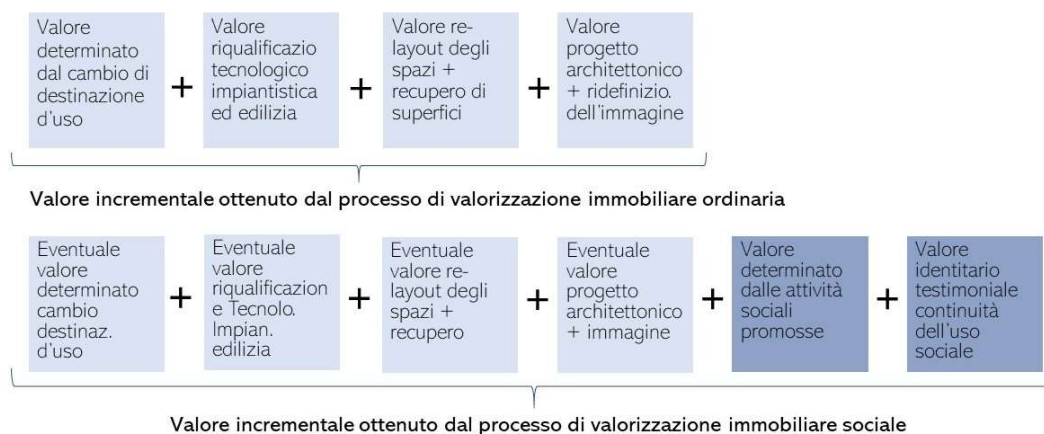 Valore
determinato
dal cambio di
destinazione
d'uso
+
Valore
riqualificazio
tecnologico
impiantistica
ed edilizia
+
Valore re-
layout degli
spazi +
recupero di
superfici
+
Valore
progetto
architettonico
+ ridefinizio.
dell'immagine
Valore incrementale ottenuto dal processo di valorizzazione immobiliare ordinaria
Eventuale
valore
determinato
cambio
destinaz.
d'uso
+
Eventuale
valore
riqualificazion
e Tecnolo.
Impian.
edilizia
+
Eventuale
valore re-
layout degli
spazi +
recupero
+
Eventuale
valore
progetto
architettonico
+ immagine
+
Valore
determinato
dalle attività
sociali
promosse
+
Valore
identitario
testimoniale
continuità
dell'uso
sociale
Valore incrementale ottenuto dal processo di valorizzazione immobiliare sociale